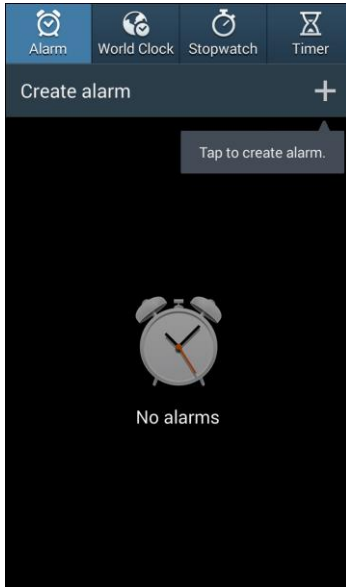 Alarm World Clock Stopwatch Timer
Create alarm +
Tap to create alarm.
No alarms